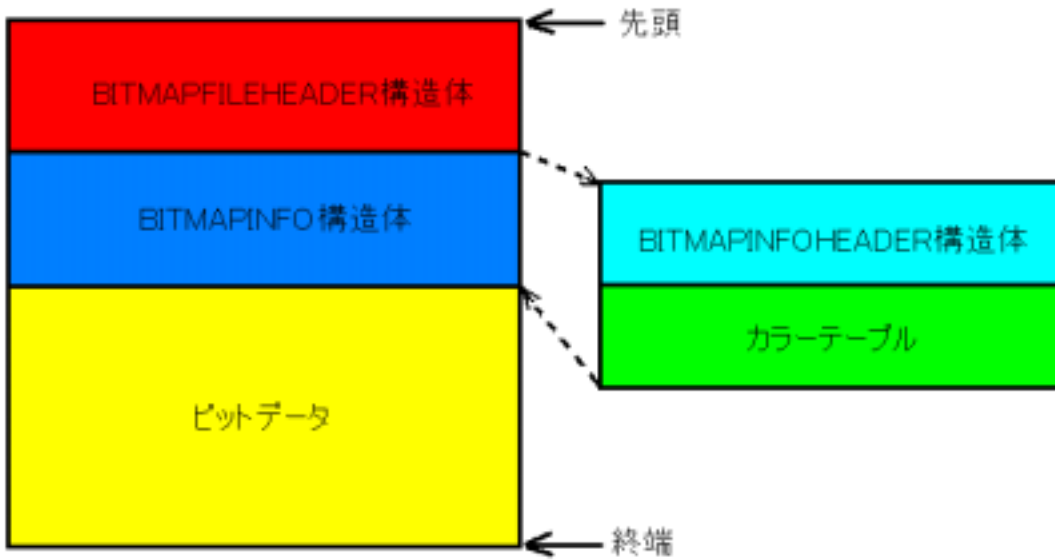 先頭
BITMAPFILEHEADER構造体
BITMAPINFO構造体
BITMAPINFOHEADER構造体
カラーテーブル
ビットデータ
終端